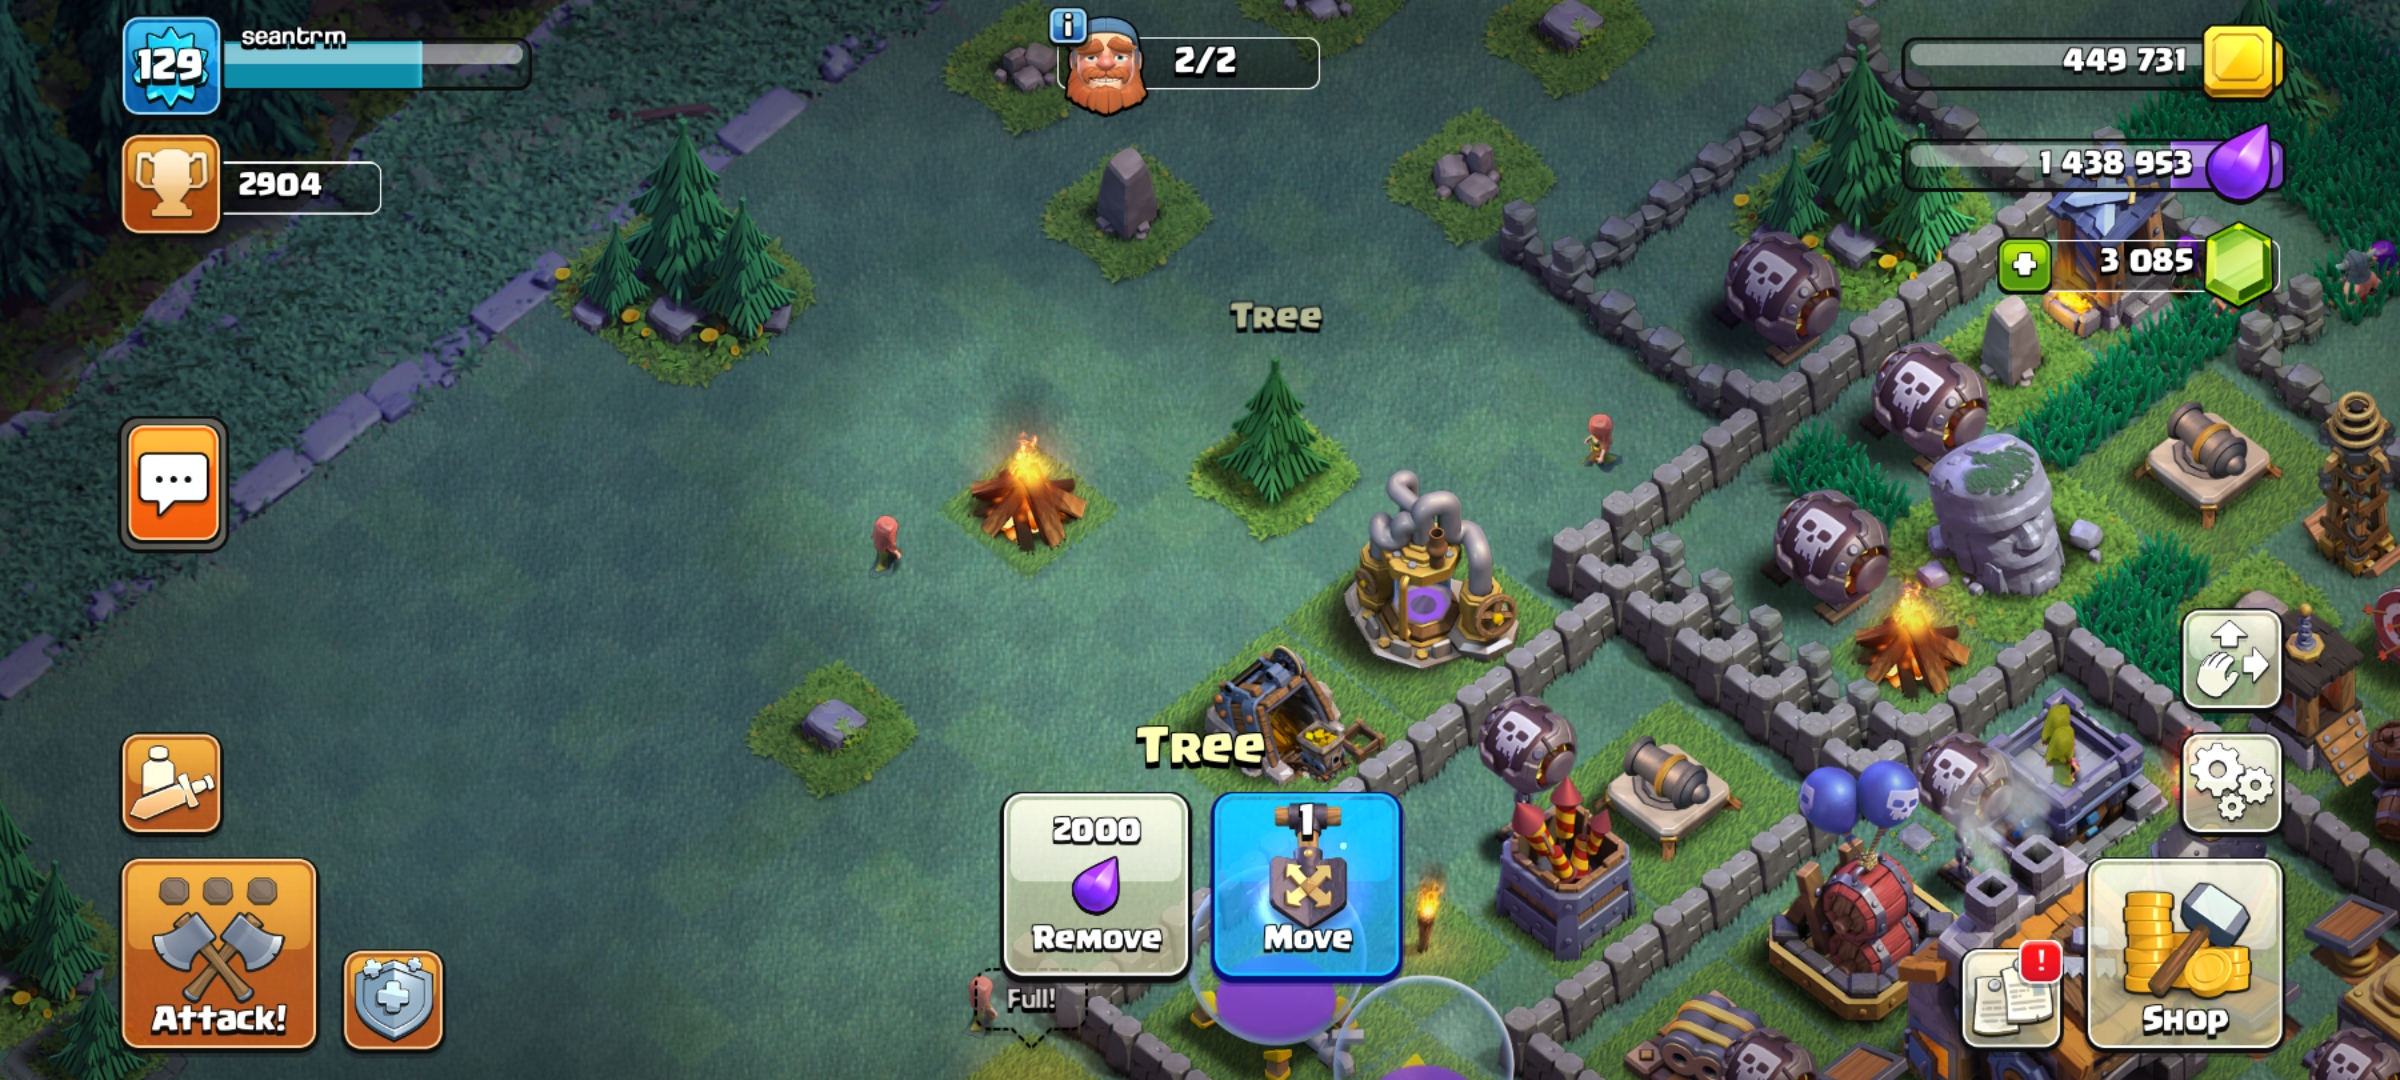 129
seantrm
2/2
449 731
2904
1 438 953
3 085
Tree
Tree
2000
Remove
1
Move
Full!
Attack!
Shop